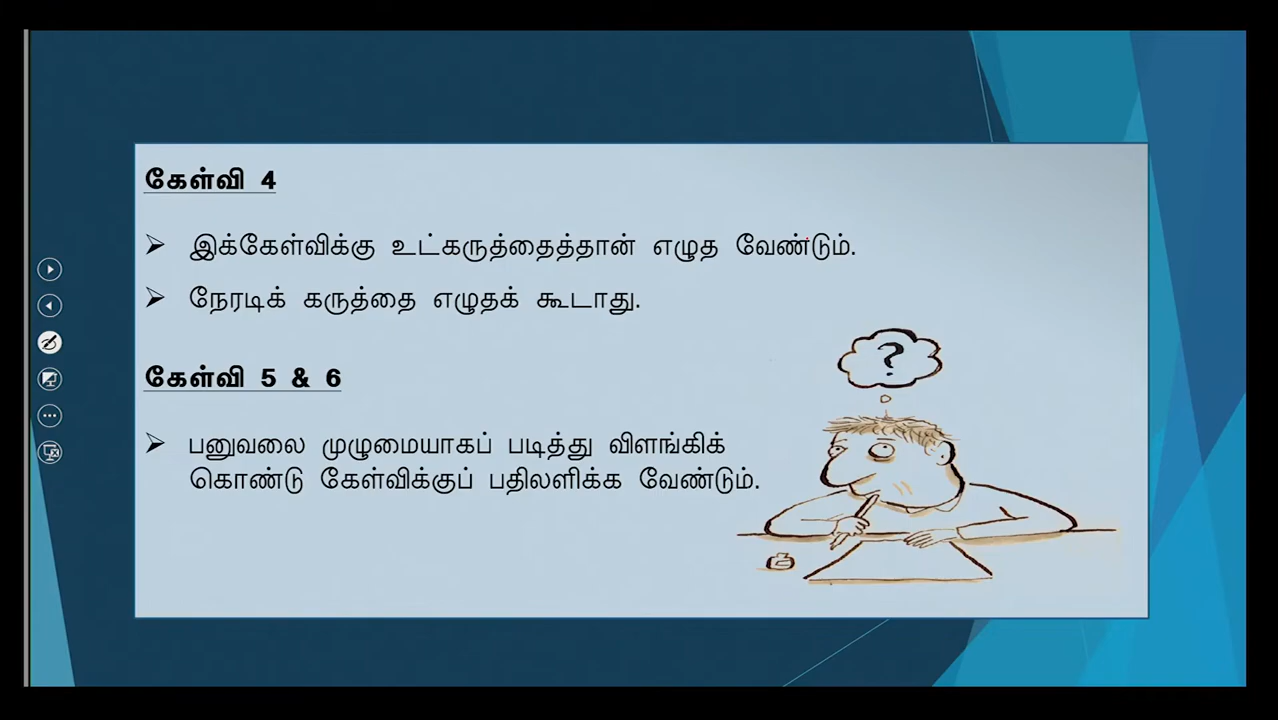 கேள்வி 4
இக்கேள்விக்கு உட்கருத்தைத்தான் எழுத வேண்டும்.
நேரடிக் கருத்தை எழுதக் கூடாது.
கேள்வி 5 & 6
பனுவலை முழுமையாகப் படித்து விளங்கிக்
கொண்டு கேள்விக்குப் பதிலளிக்க வேண்டும்.
?